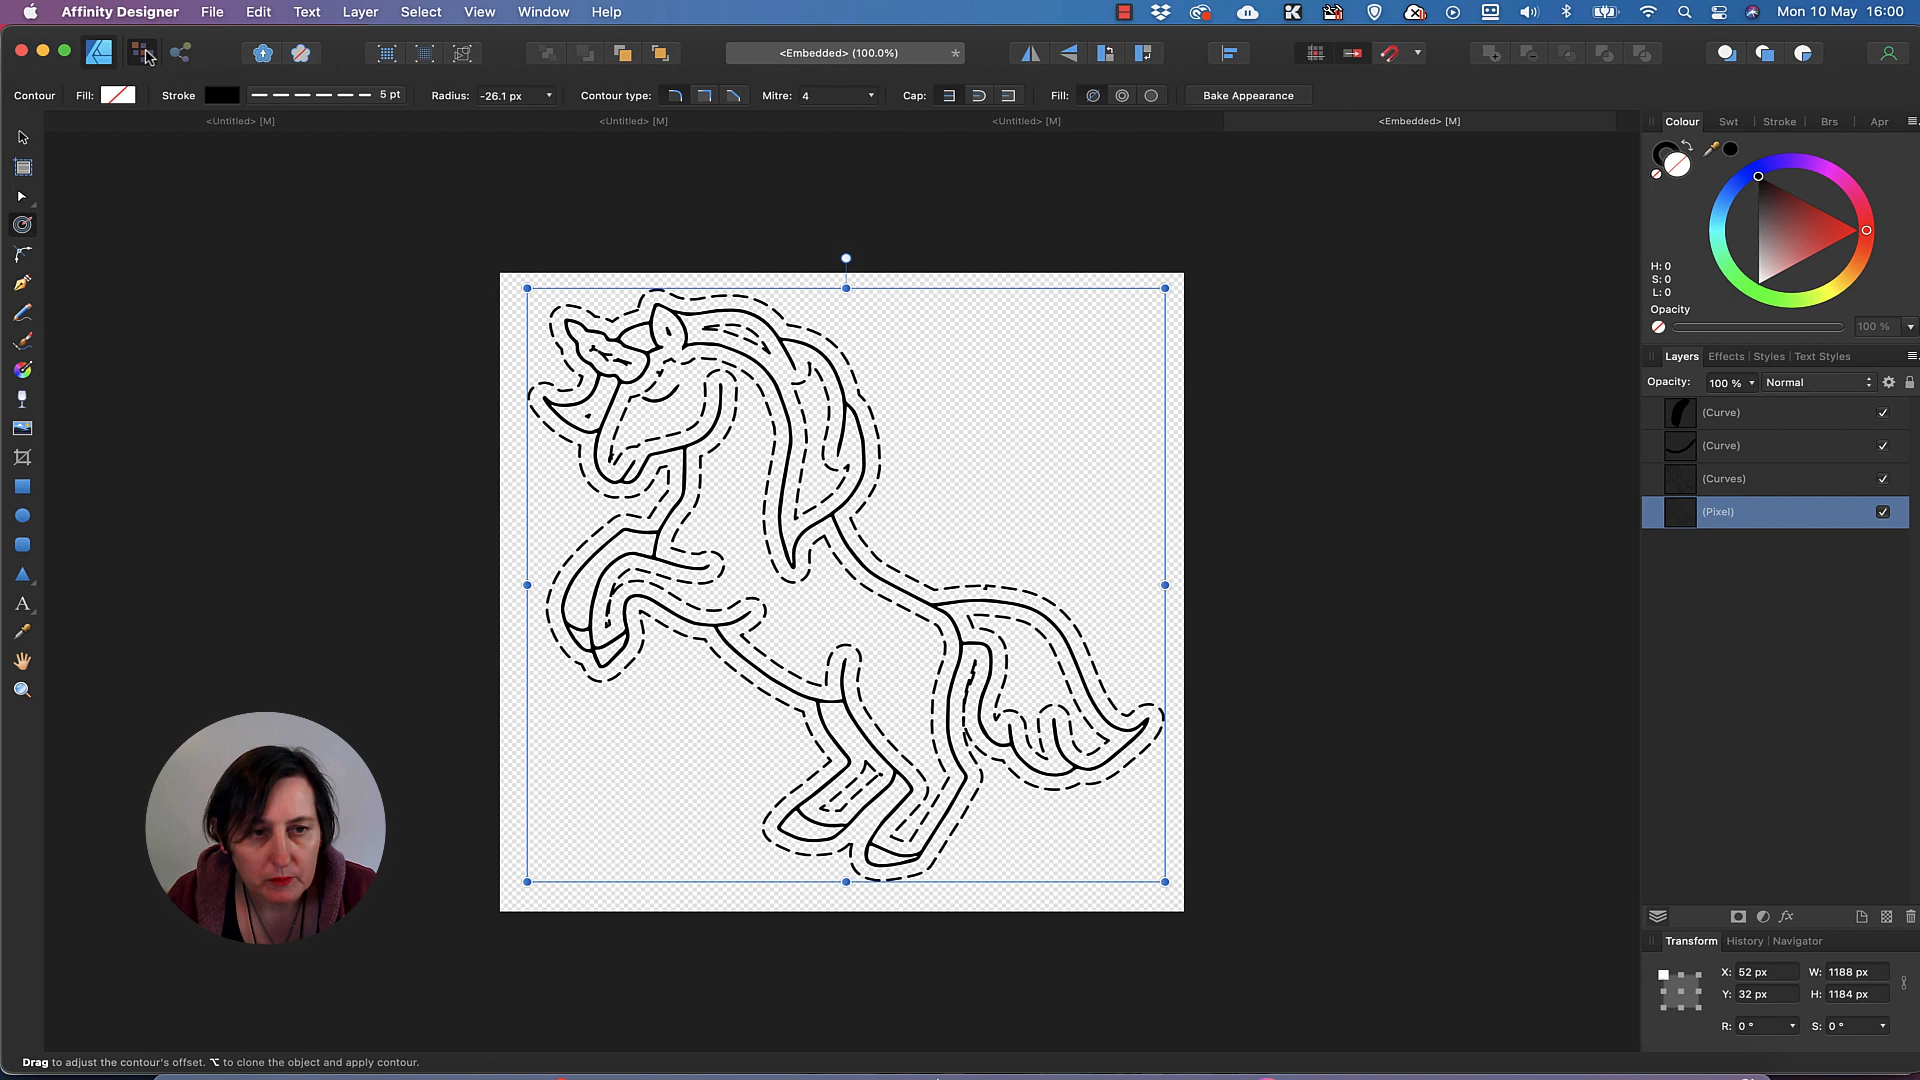 Affinity Designer File Edit Text Layer Select View Window Help Mon 10 May 16:00
<Embedded> (100.0%) *
Contour Fill: Stroke 5 pt Radius: -26.1 px Contour type: Mitre: 4 Cap: Fill: Bake Appearance
<Untitled> [M] <Untitled> [M] <Untitled> [M] <Embedded> [M]
Colour Swt Stroke Brs Apr
H: 0
S: 0
L: 0
Opacity
100 %
Layers Effects Styles Text Styles
Opacity: 100 % Normal
(Curve)
(Curve)
(Curves)
(Pixel)
fx
Transform History Navigator
X: 52 px W: 1188 px
Y: 32 px H: 1184 px
R: 0 ° S: 0 °
Drag to adjust the contour's offset. ⌥ to clone the object and apply contour.